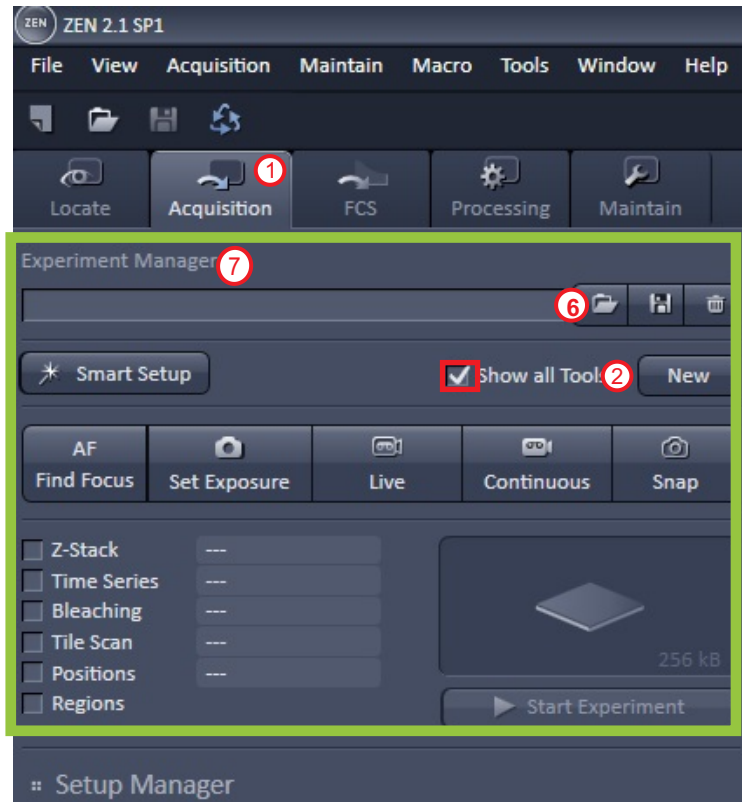 ZEN ZEN 2.1 SP1
File View Acquisition Maintain Macro Tools Window Help
1
Locate Acquisition FCS Processing Maintain
Experiment Manager 7
6
Smart Setup Show all Tools 2 New
AF
Find Focus Set Exposure Live Continuous Snap
Z-Stack ---
Time Series ---
Bleaching ---
Tile Scan ---
Positions ---
256 kB
Regions
Start Experiment
Setup Manager